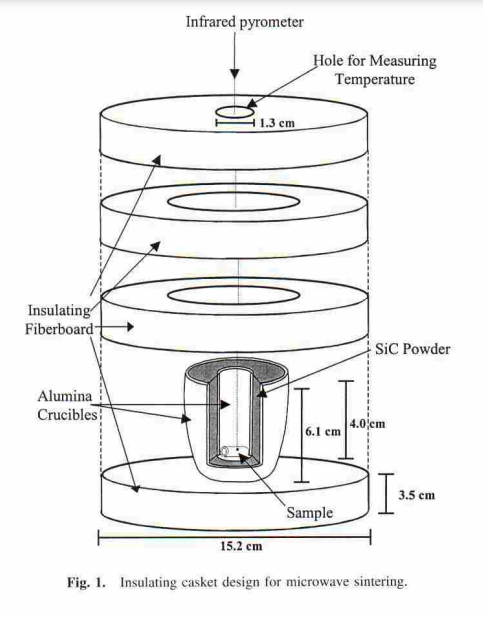 Infrared pyrometer
Hole for Measuring
Temperature
1.3 cm
Insulating
Fiberboard
SiC Powder
Alumina
Crucibles
6.1 cm
4.0 cm
3.5 cm
Sample
15.2 cm
Fig. 1. Insulating casket design for microwave sintering.